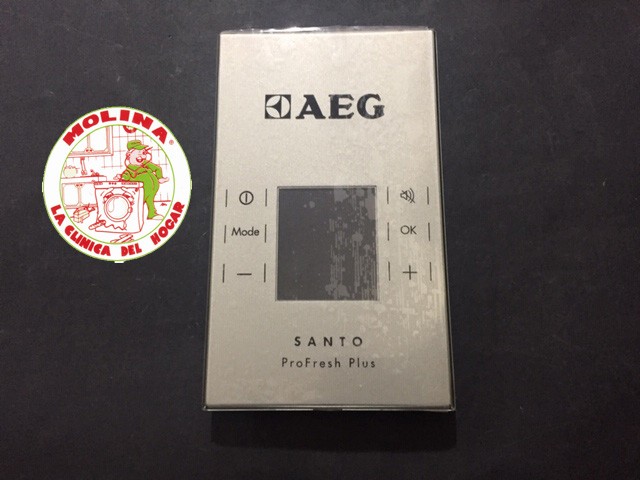 MOLINA®
LA CLINICA DEL HOGAR
AEG
Mode
OK
— +
SANTO
ProFresh Plus